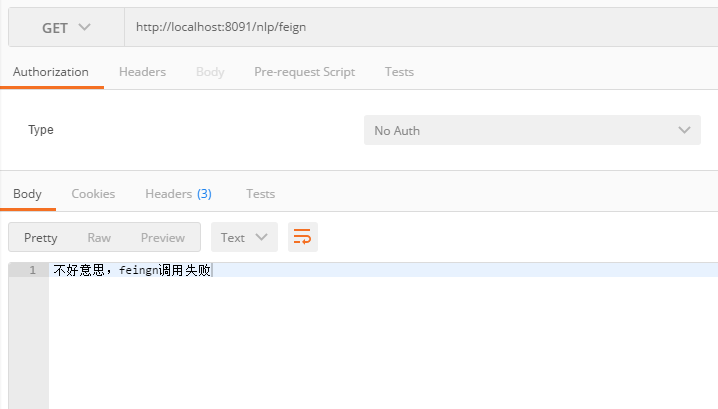 GET http://localhost:8091/nlp/feign
Authorization Headers Body Pre-request Script Tests
Type No Auth
Body Cookies Headers (3) Tests
Pretty Raw Preview Text
1 不好意思，feingn调用失败